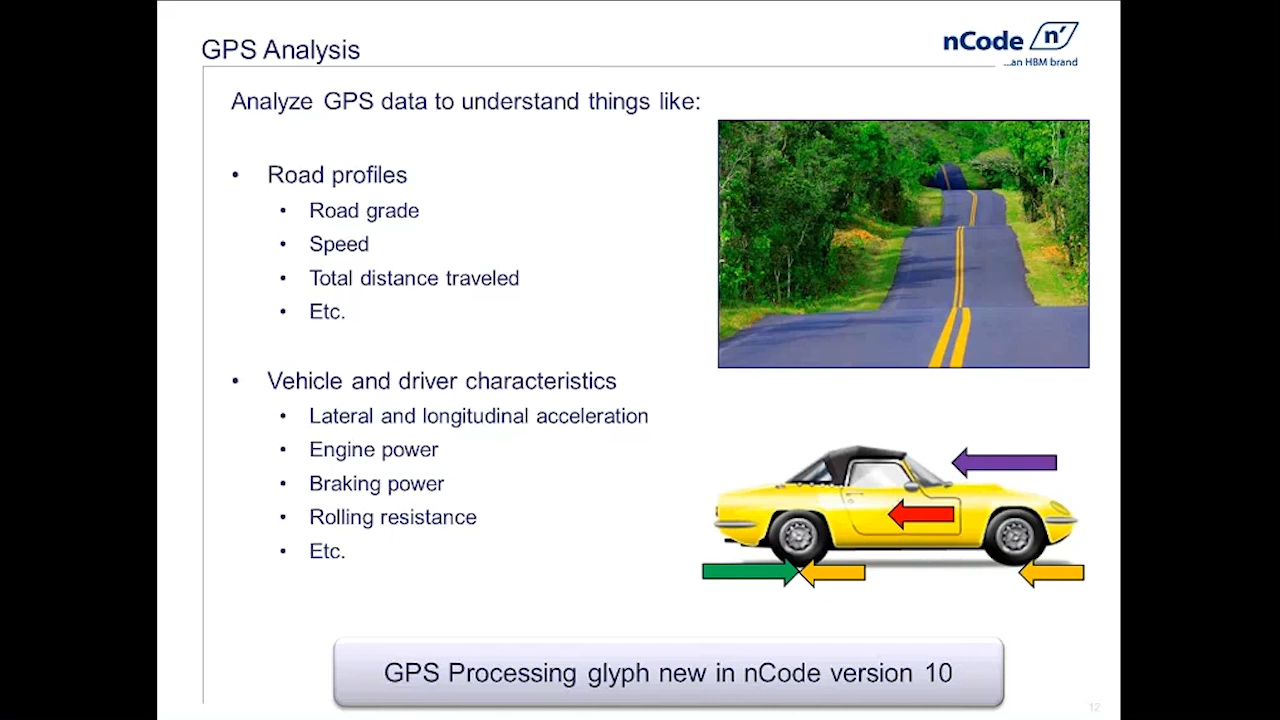 GPS Analysis
nCode n'
...an HBM brand
Analyze GPS data to understand things like:
• Road profiles
• Road grade
• Speed
• Total distance traveled
• Etc.
• Vehicle and driver characteristics
• Lateral and longitudinal acceleration
• Engine power
• Braking power
• Rolling resistance
• Etc.
GPS Processing glyph new in nCode version 10
12